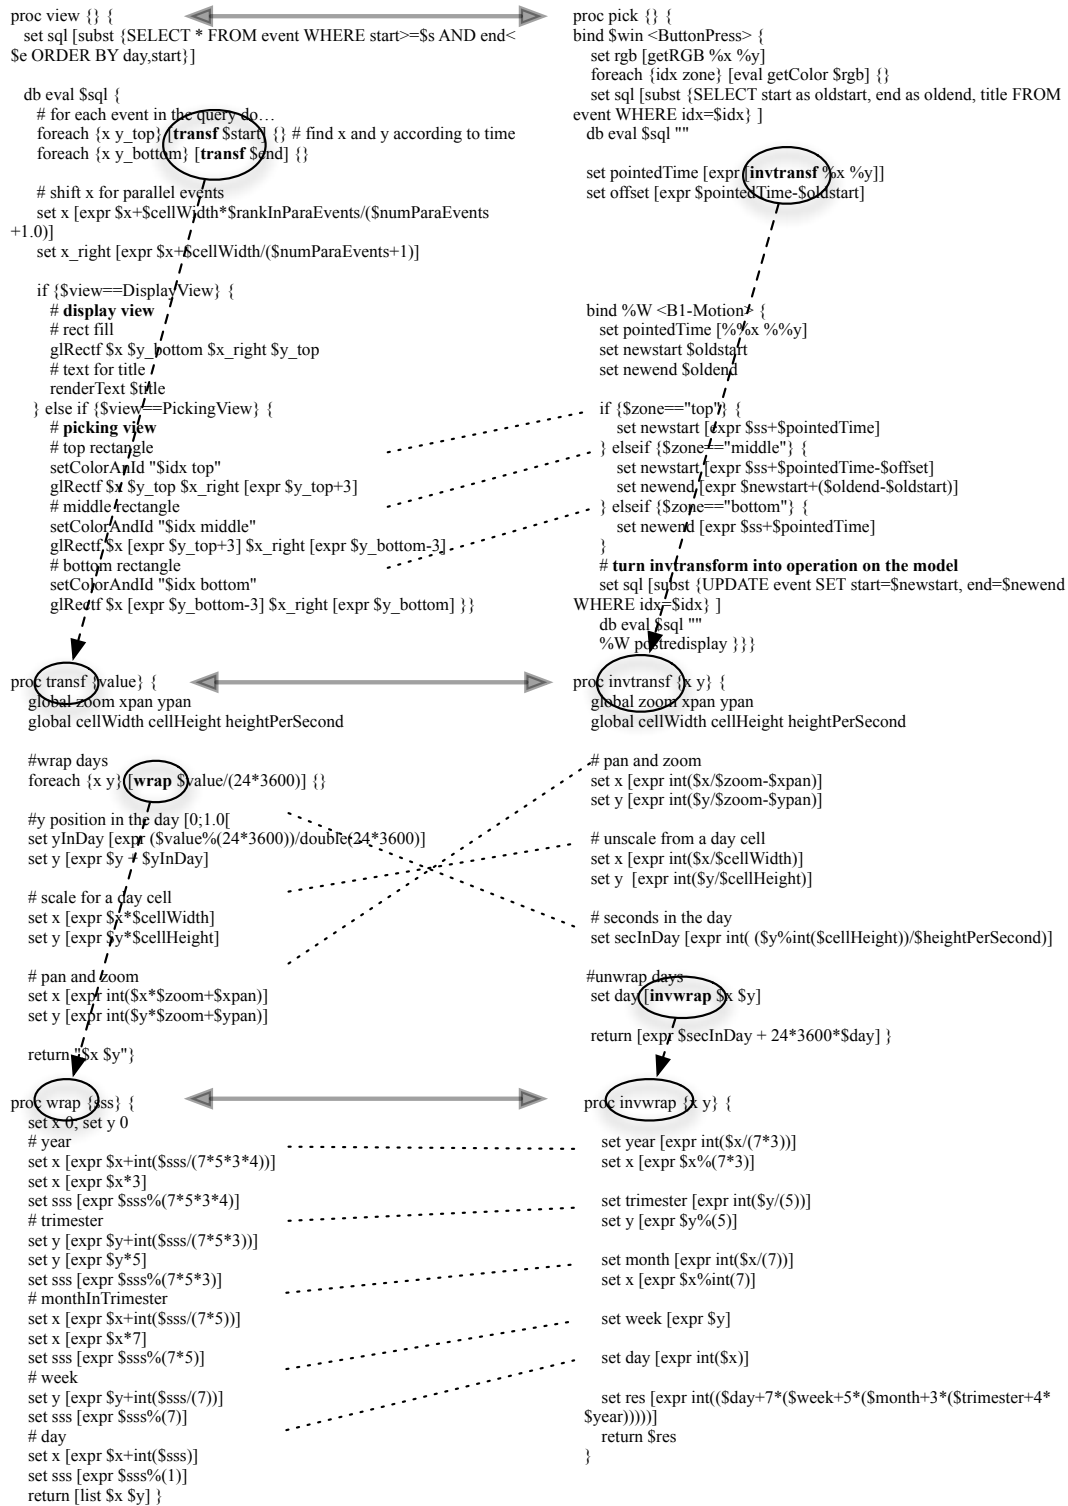 proc view {} {
set sql [subst {SELECT * FROM event WHERE start>=$s AND end<
$e ORDER BY day,start}]
db eval $sql {
# for each event in the query do…
foreach {x y_top} [transf $start] {} # find x and y according to time
foreach {x y_bottom} [transf $end] {}
# shift x for parallel events
set x [expr $x+$cellWidth*$rankInParaEvents/($numParaEvents
+1.0)]
set x_right [expr $x+$cellWidth/($numParaEvents+1)]
if {$view==DisplayView} {
# display view
# rect fill
glRectf $x $y_bottom $x_right $y_top
# text for title
renderText $title
} else if {$view==PickingView} {
# picking view
# top rectangle
setColorAndId "$idx top"
glRectf $x $y_top $x_right [expr $y_top+3]
# middle rectangle
setColorAndId "$idx middle"
glRectf $x [expr $y_top+3] $x_right [expr $y_bottom-3]
# bottom rectangle
setColorAndId "$idx bottom"
glRectf $x [expr $y_bottom-3] $x_right [expr $y_bottom] }}
proc transf {value} {
global zoom xpan ypan
global cellWidth cellHeight heightPerSecond
#wrap days
foreach {x y} [wrap $value/(24*3600)] {}
#y position in the day [0;1.0[
set yInDay [expr ($value%(24*3600))/double(24*3600)]
set y [expr $y + $yInDay]
# scale for a day cell
set x [expr $x*$cellWidth]
set y [expr $y*$cellHeight]
# pan and zoom
set x [expr int($x*$zoom+$xpan)]
set y [expr int($y*$zoom+$ypan)]
return "$x $y"}
proc wrap {sss} {
set x 0, set y 0
# year
set x [expr $x+int($sss/(7*5*3*4))]
set x [expr $x*3]
set sss [expr $sss%(7*5*3*4]
# trimester
set y [expr $y+int($sss/(7*5*3))]
set y [expr $y*5]
set sss [expr $sss%(7*5*3)]
# monthInTrimester
set x [expr $x+int($sss/(7*5))]
set x [expr $x*7]
set sss [expr $sss%(7*5)]
# week
set y [expr $y+int($sss/(7))]
set sss [expr $sss%(7)]
# day
set x [expr $x+int($sss)]
set sss [expr $sss%(1)]
return [list $x $y] }
proc pick {} {
bind $win <ButtonPress> {
set rgb [getRGB %x %y]
foreach {idx zone} [eval getColor $rgb] {}
set sql [subst {SELECT start as oldstart, end as oldend, title FROM
event WHERE idx=$idx} ]
db eval $sql ""
set pointedTime [expr [invtransf %x %y]]
set offset [expr $pointedTime-$oldstart]
bind %W <B1-Motion> {
set pointedTime [%%x %%y]
set newstart $oldstart
set newend $oldend
if {$zone=="top"} {
set newstart [expr $ss+$pointedTime]
} elseif {$zone=="middle"} {
set newstart [expr $ss+$pointedTime-$offset]
set newend [expr $newstart+($oldend-$oldstart)]
} elseif {$zone=="bottom"} {
set newend [expr $ss+$pointedTime]
}
# turn invtransform into operation on the model
set sql [subst {UPDATE event SET start=$newstart, end=$newend
WHERE idx=$idx} ]
db eval $sql ""
%W postredisplay }}}
proc invtransf {x y} {
global zoom xpan ypan
global cellWidth cellHeight heightPerSecond
# pan and zoom
set x [expr int($x/$zoom-$xpan)]
set y [expr int($y/$zoom-$ypan)]
# unscale from a day cell
set x [expr int($x/$cellWidth)]
set y [expr int($y/$cellHeight)]
# seconds in the day
set secInDay [expr int( ($y%int($cellHeight))/$heightPerSecond)]
#unwrap days
set day [invwrap $x $y]
return [expr $secInDay + 24*3600*$day] }
proc invwrap {x y} {
set year [expr int($x/(7*3))]
set x [expr $x%(7*3)]
set trimester [expr int($y/(5))]
set y [expr $y%(5)]
set month [expr int($x/(7))]
set x [expr $x%int(7)]
set week [expr $y]
set day [expr int($x)]
set res [expr int(($day+7*($week+5*($month+3*($trimester+4*
$year)))))]
return $res
}